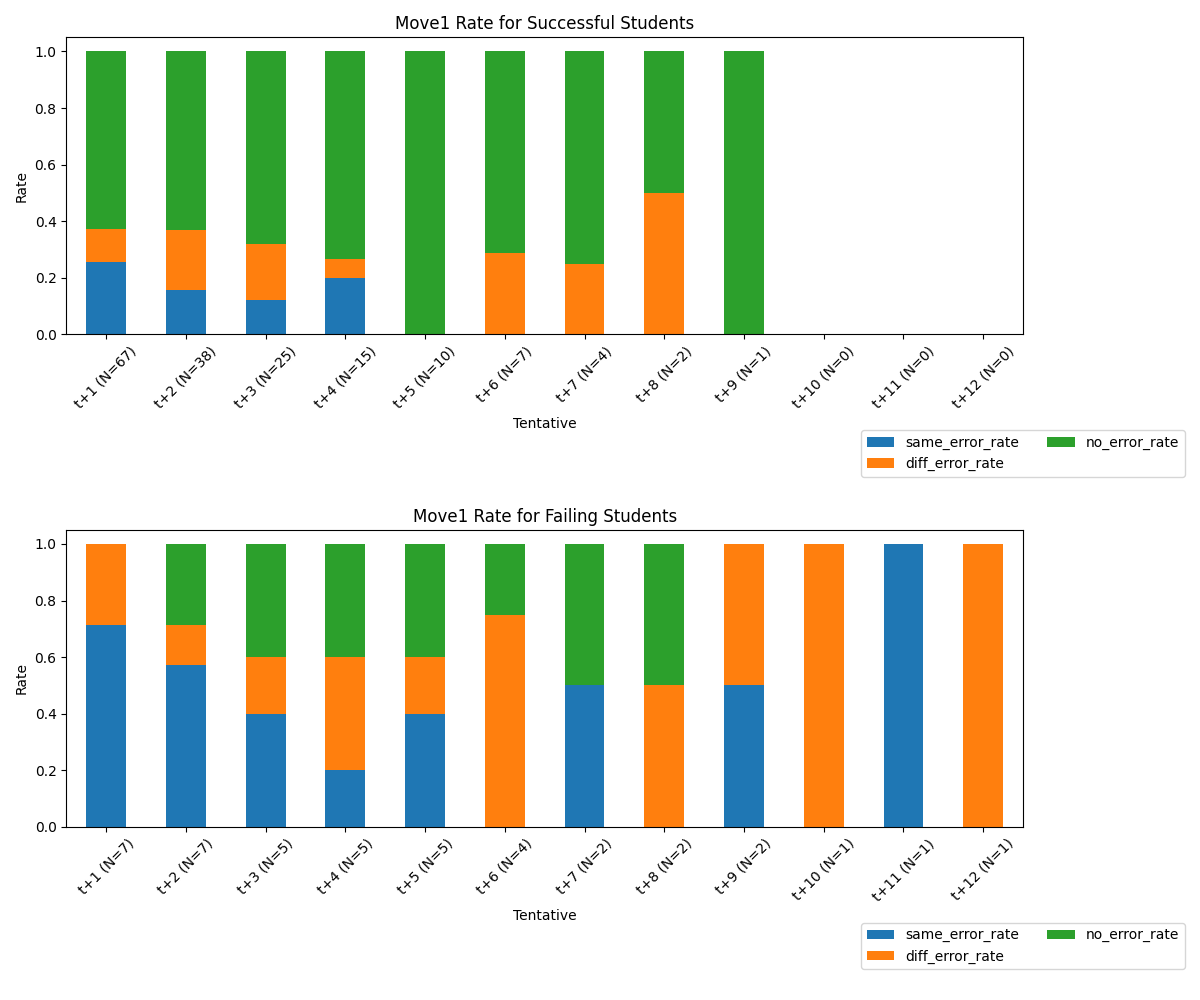 Move1 Rate for Successful Students
Rate
1.0
0.8
0.6
0.4
0.2
0.0
t+1 (N=67)
t+2 (N=38)
t+3 (N=25)
t+4 (N=15)
t+5 (N=10)
t+6 (N=7)
t+7 (N=4)
t+8 (N=2)
t+9 (N=1)
t+10 (N=0)
t+11 (N=0)
t+12 (N=0)
Tentative
same_error_rate
diff_error_rate
no_error_rate
Move1 Rate for Failing Students
Rate
1.0
0.8
0.6
0.4
0.2
0.0
t+1 (N=7)
t+2 (N=7)
t+3 (N=5)
t+4 (N=5)
t+5 (N=5)
t+6 (N=4)
t+7 (N=2)
t+8 (N=2)
t+9 (N=2)
t+10 (N=1)
t+11 (N=1)
t+12 (N=1)
Tentative
same_error_rate
diff_error_rate
no_error_rate